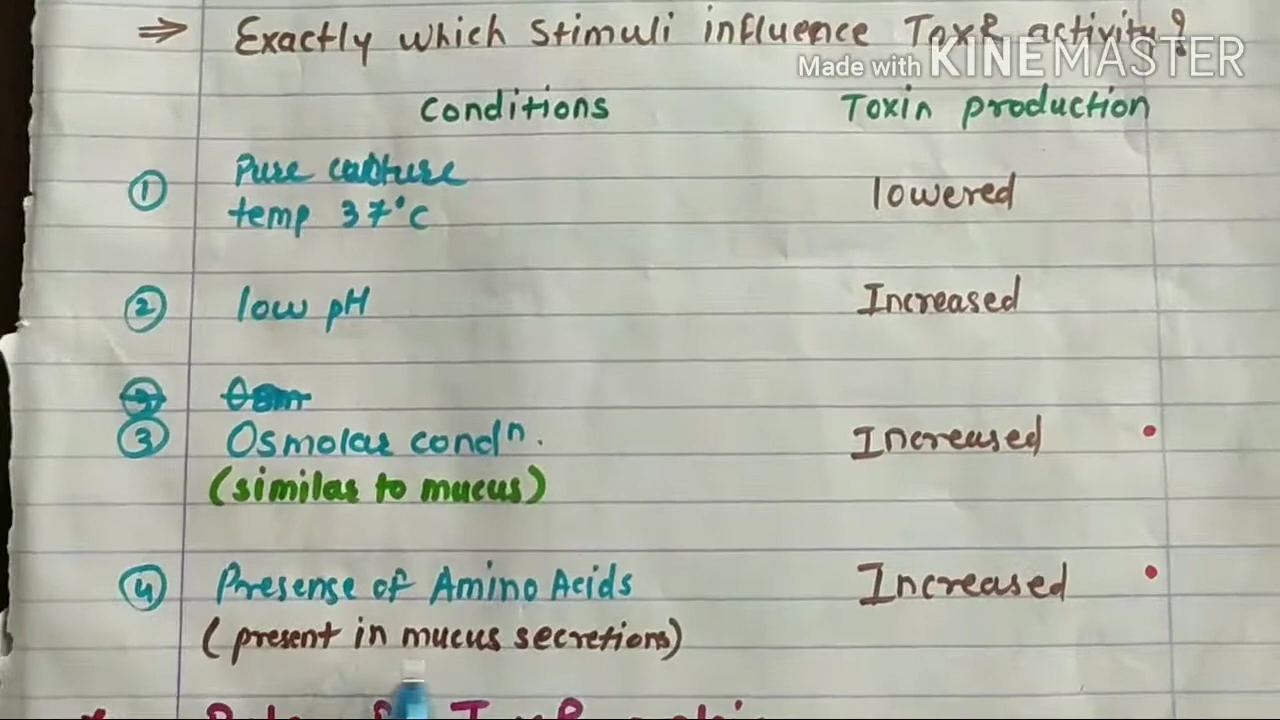 ⇒ Exactly which stimuli influence ToxR activity?
Made with KINEMASTER
Conditions Toxin production
① Pure culture
temp 37°C lowered
② low pH Increased
③ Osmolar condⁿ. Increased
(similar to mucus)
④ Presense of Amino Acids Increased
(present in mucus secretions)